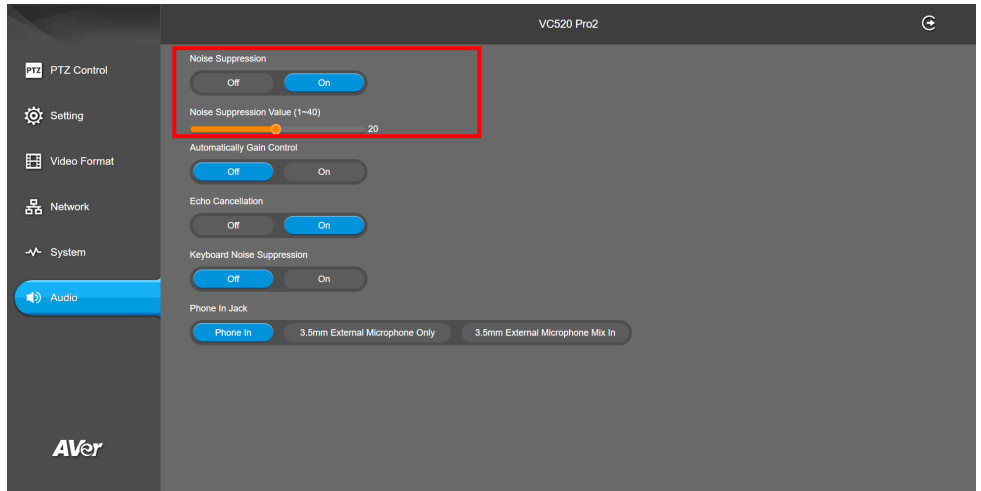 VC520 Pro2
PTZ PTZ Control
Setting
Video Format
Network
System
Audio
AVer
Noise Suppression
Off On
Noise Suppression Value (1~40)
20
Automatically Gain Control
Off On
Echo Cancellation
Off On
Keyboard Noise Suppression
Off On
Phone In Jack
Phone In 3.5mm External Microphone Only 3.5mm External Microphone Mix In